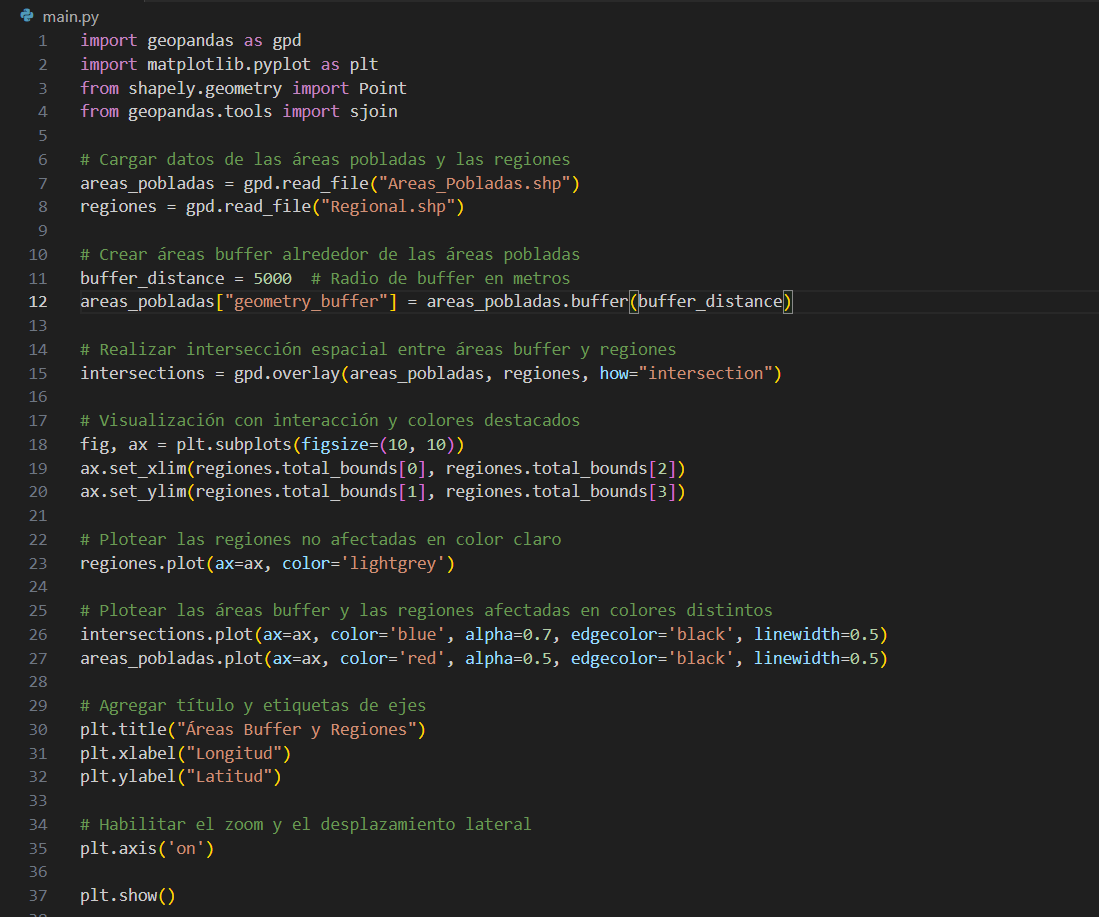 main.py
1 import geopandas as gpd
2 import matplotlib.pyplot as plt
3 from shapely.geometry import Point
4 from geopandas.tools import sjoin
5
6 # Cargar datos de las áreas pobladas y las regiones
7 areas_pobladas = gpd.read_file("Areas_Pobladas.shp")
8 regiones = gpd.read_file("Regional.shp")
9
10 # Crear áreas buffer alrededor de las áreas pobladas
11 buffer_distance = 5000  # Radio de buffer en metros
12 areas_pobladas["geometry_buffer"] = areas_pobladas.buffer(buffer_distance)
13
14 # Realizar intersección espacial entre áreas buffer y regiones
15 intersections = gpd.overlay(areas_pobladas, regiones, how="intersection")
16
17 # Visualización con interacción y colores destacados
18 fig, ax = plt.subplots(figsize=(10, 10))
19 ax.set_xlim(regiones.total_bounds[0], regiones.total_bounds[2])
20 ax.set_ylim(regiones.total_bounds[1], regiones.total_bounds[3])
21
22 # Plotear las regiones no afectadas en color claro
23 regiones.plot(ax=ax, color='lightgrey')
24
25 # Plotear las áreas buffer y las regiones afectadas en colores distintos
26 intersections.plot(ax=ax, color='blue', alpha=0.7, edgecolor='black', linewidth=0.5)
27 areas_pobladas.plot(ax=ax, color='red', alpha=0.5, edgecolor='black', linewidth=0.5)
28
29 # Agregar título y etiquetas de ejes
30 plt.title("Áreas Buffer y Regiones")
31 plt.xlabel("Longitud")
32 plt.ylabel("Latitud")
33
34 # Habilitar el zoom y el desplazamiento lateral
35 plt.axis('on')
36
37 plt.show()